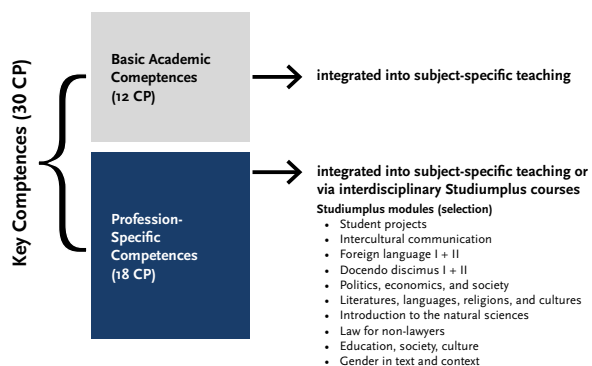 Key Comptences (30 CP)
Basic Academic
Comeptences
(12 CP)
integrated into subject-specific teaching
Profession-
Specific
Competences
(18 CP)
integrated into subject-specific teaching or
via interdisciplinary Studiumplus courses
Studiumplus modules (selection)
• Student projects
• Intercultural communication
• Foreign language I + II
• Docendo discimus I + II
• Politics, economics, and society
• Literatures, languages, religions, and cultures
• Introduction to the natural sciences
• Law for non-lawyers
• Education, society, culture
• Gender in text and context